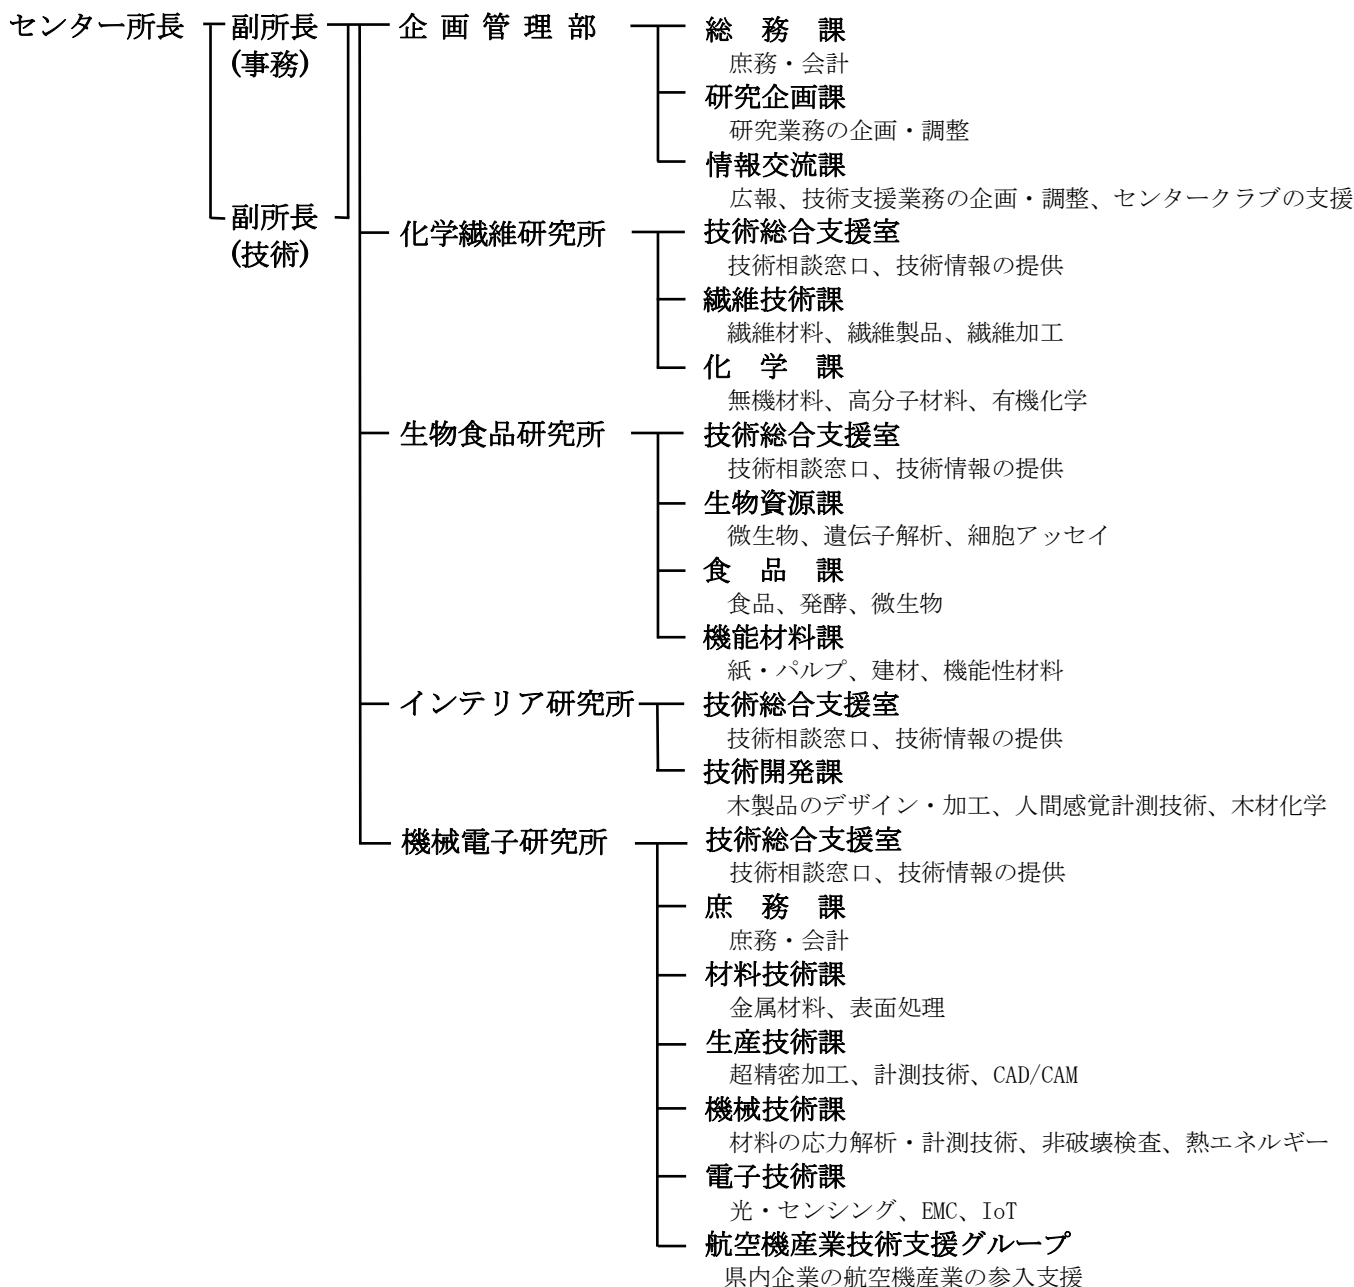 センター所長 副所長 企画管理部 総務課
(事務) 庶務・会計
研究企画課
研究業務の企画・調整
情報交流課
広報、技術支援業務の企画・調整、センタークラブの支援
副所長
(技術)
化学繊維研究所 技術総合支援室
技術相談窓口、技術情報の提供
繊維技術課
繊維材料、繊維製品、繊維加工
化学課
無機材料、高分子材料、有機化学
生物食品研究所 技術総合支援室
技術相談窓口、技術情報の提供
生物資源課
微生物、遺伝子解析、細胞アッセイ
食品課
食品、発酵、微生物
機能材料課
紙・パルプ、建材、機能性材料
インテリア研究所 技術総合支援室
技術相談窓口、技術情報の提供
技術開発課
木製品のデザイン・加工、人間感覚計測技術、木材化学
機械電子研究所 技術総合支援室
技術相談窓口、技術情報の提供
庶務課
庶務・会計
材料技術課
金属材料、表面処理
生産技術課
超精密加工、計測技術、CAD/CAM
機械技術課
材料の応力解析・計測技術、非破壊検査、熱エネルギー
電子技術課
光・センシング、EMC、IoT
航空機産業技術支援グループ
県内企業の航空機産業の参入支援